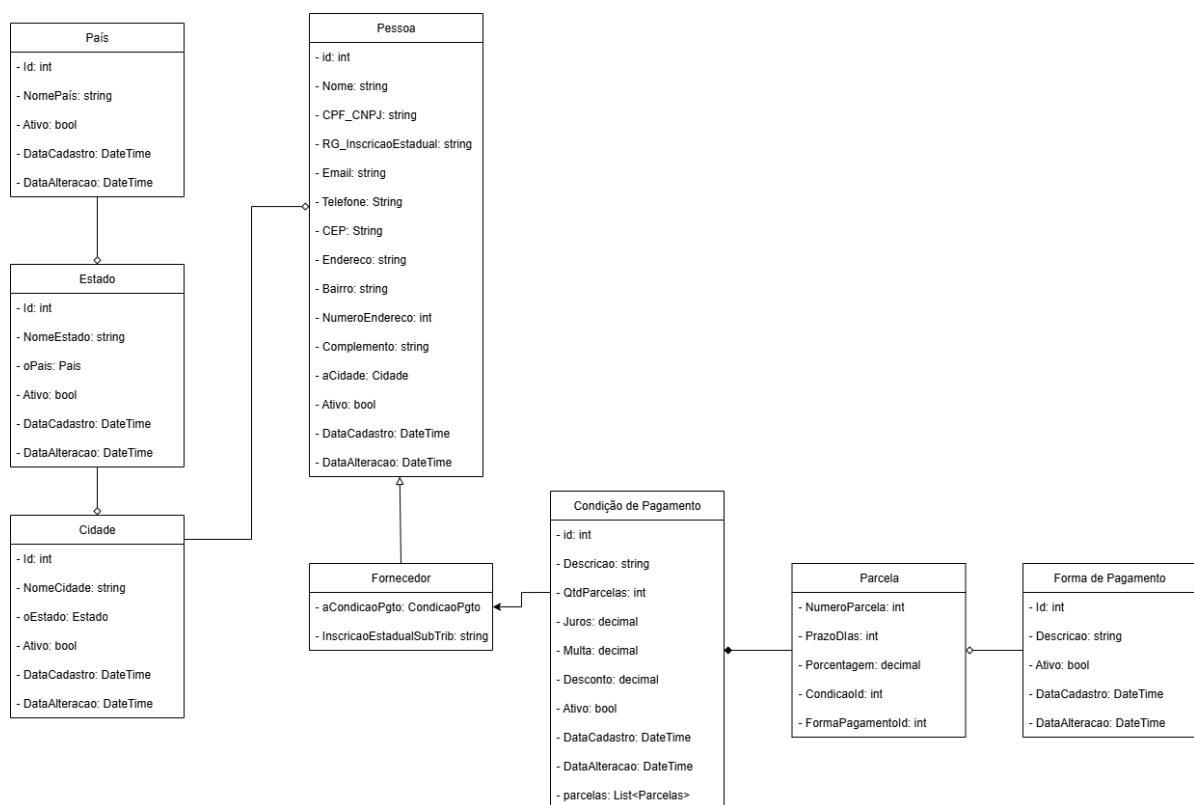 País
- Id: int
- NomePaís: string
- Ativo: bool
- DataCadastro: DateTime
- DataAlteracao: DateTime
Estado
- Id: int
- NomeEstado: string
- oPais: Pais
- Ativo: bool
- DataCadastro: DateTime
- DataAlteracao: DateTime
Cidade
- Id: int
- NomeCidade: string
- oEstado: Estado
- Ativo: bool
- DataCadastro: DateTime
- DataAlteracao: DateTime
Pessoa
- id: int
- Nome: string
- CPF_CNPJ: string
- RG_InscricaoEstadual: string
- Email: string
- Telefone: String
- CEP: String
- Endereco: string
- Bairro: string
- NumeroEndereco: int
- Complemento: string
- aCidade: Cidade
- Ativo: bool
- DataCadastro: DateTime
- DataAlteracao: DateTime
Fornecedor
- aCondicaoPgto: CondicaoPgto
- InscricaoEstadualSubTrib: string
Condição de Pagamento
- id: int
- Descricao: string
- QtdParcelas: int
- Juros: decimal
- Multa: decimal
- Desconto: decimal
- Ativo: bool
- DataCadastro: DateTime
- DataAlteracao: DateTime
- parcelas: List<Parcelas>
Parcela
- NumeroParcela: int
- PrazoDIas: int
- Porcentagem: decimal
- CondicaoId: int
- FormaPagamentoId: int
Forma de Pagamento
- Id: int
- Descricao: string
- Ativo: bool
- DataCadastro: DateTime
- DataAlteracao: DateTime